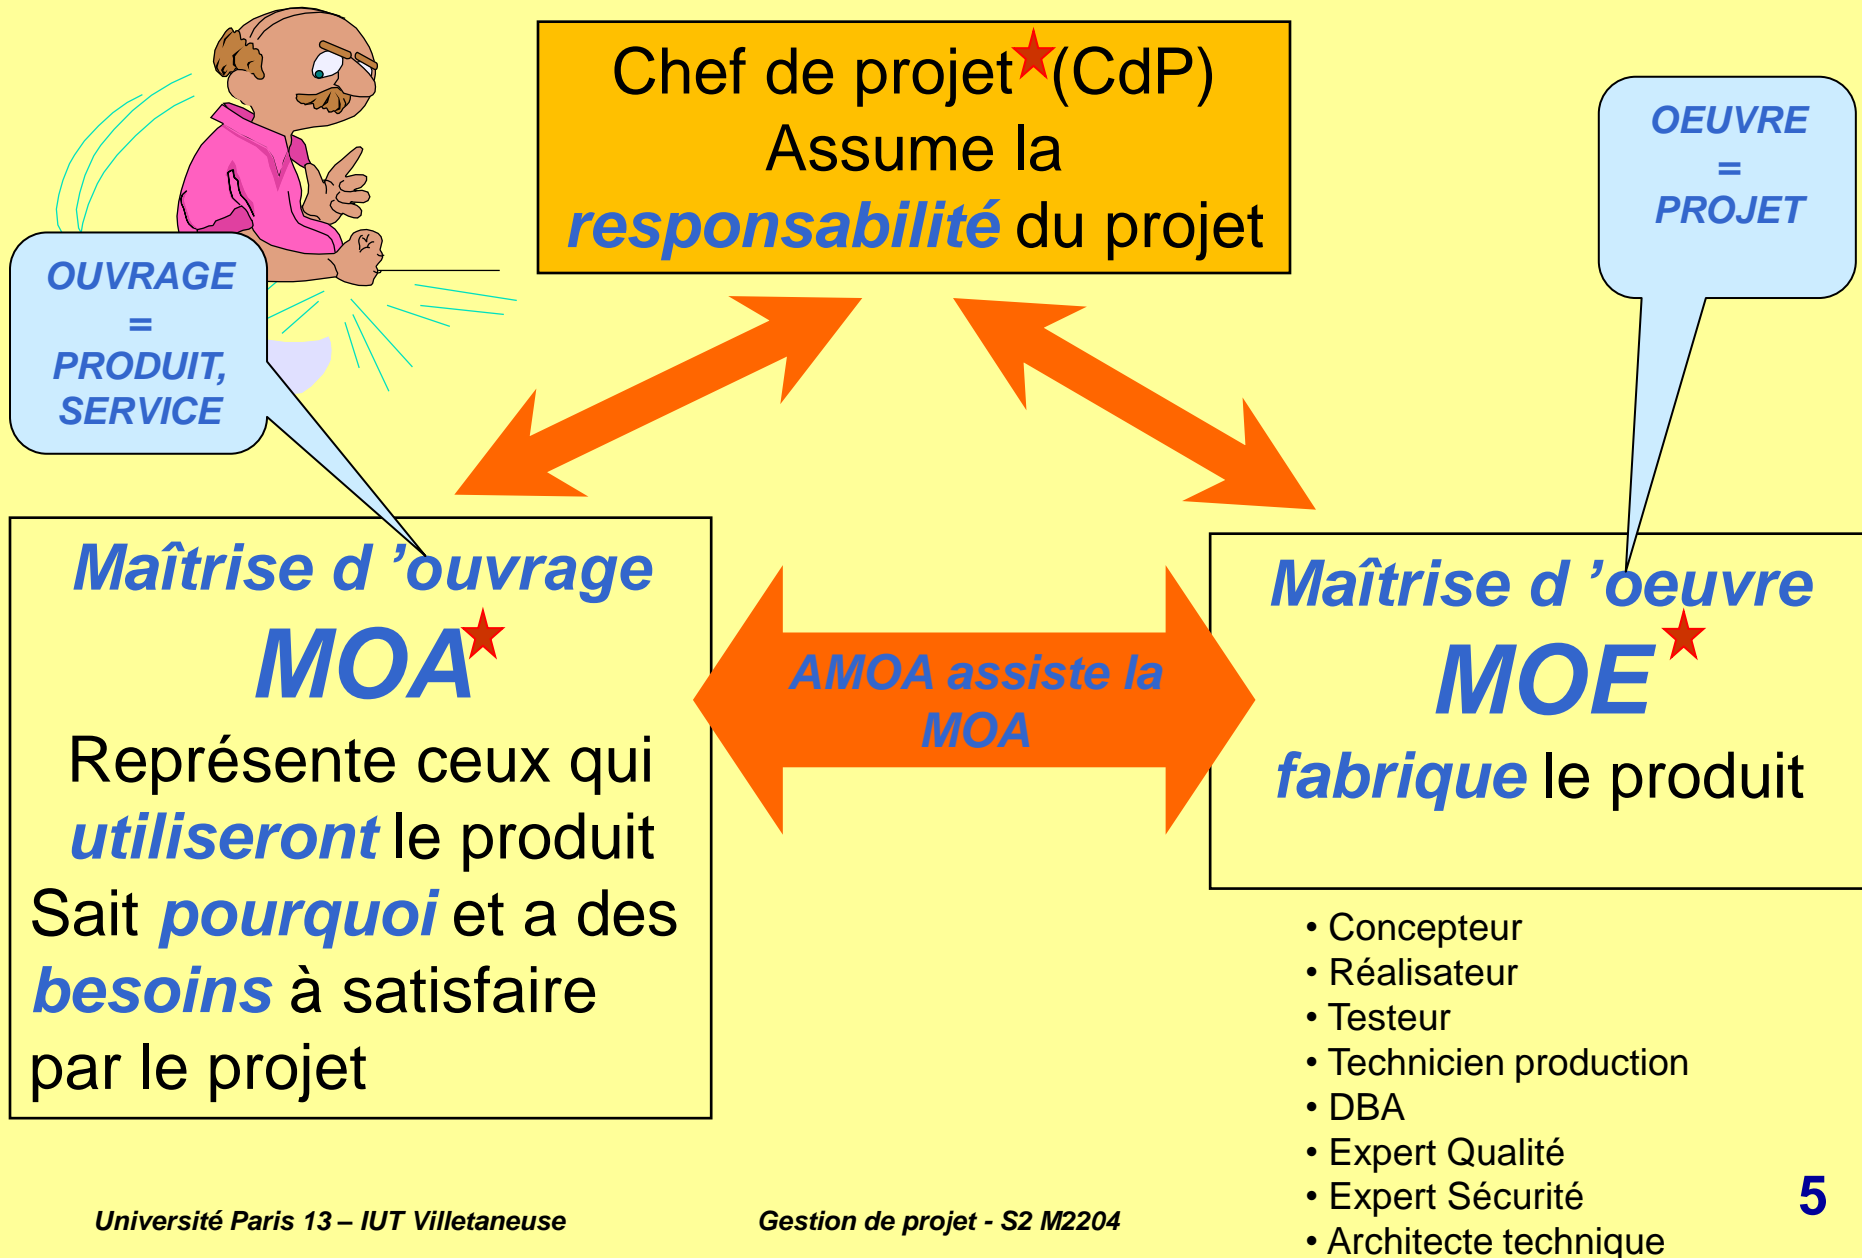 Chef de projet (CdP)
Assume la
responsabilité du projet
OEUVRE
=
PROJET
OUVRAGE
=
PRODUIT,
SERVICE
Maîtrise d ’ouvrage
MOA
Représente ceux qui
utiliseront le produit
Sait pourquoi et a des
besoins à satisfaire
par le projet
AMOA assiste la
MOA
Maîtrise d ’oeuvre
MOE
fabrique le produit
• Concepteur
• Réalisateur
• Testeur
• Technicien production
• DBA
• Expert Qualité
• Expert Sécurité
• Architecte technique
Université Paris 13 – IUT Villetaneuse
Gestion de projet - S2 M2204
5